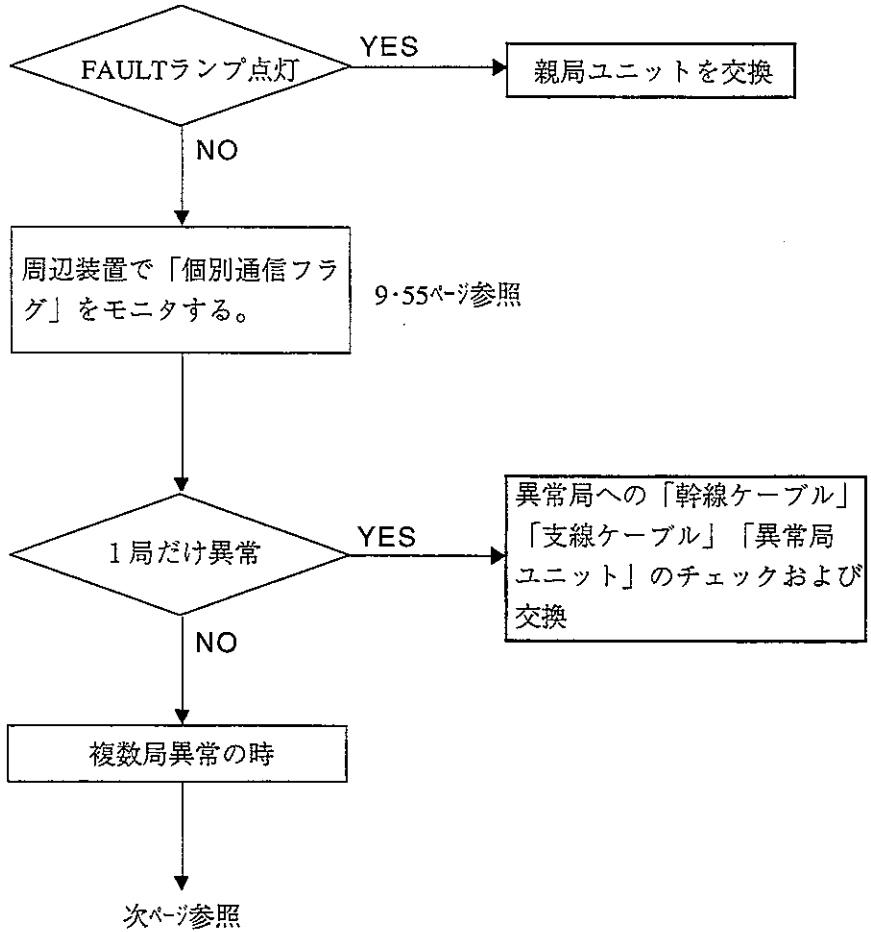 FAULTランプ点灯
YES
親局ユニットを交換
NO
周辺装置で「個別通信フラ
グ」をモニタする。
9・55ページ参照
1局だけ異常
YES
異常局への「幹線ケーブル」
「支線ケーブル」「異常局
ユニット」のチェックおよび
交換
NO
複数局異常の時
次ページ参照